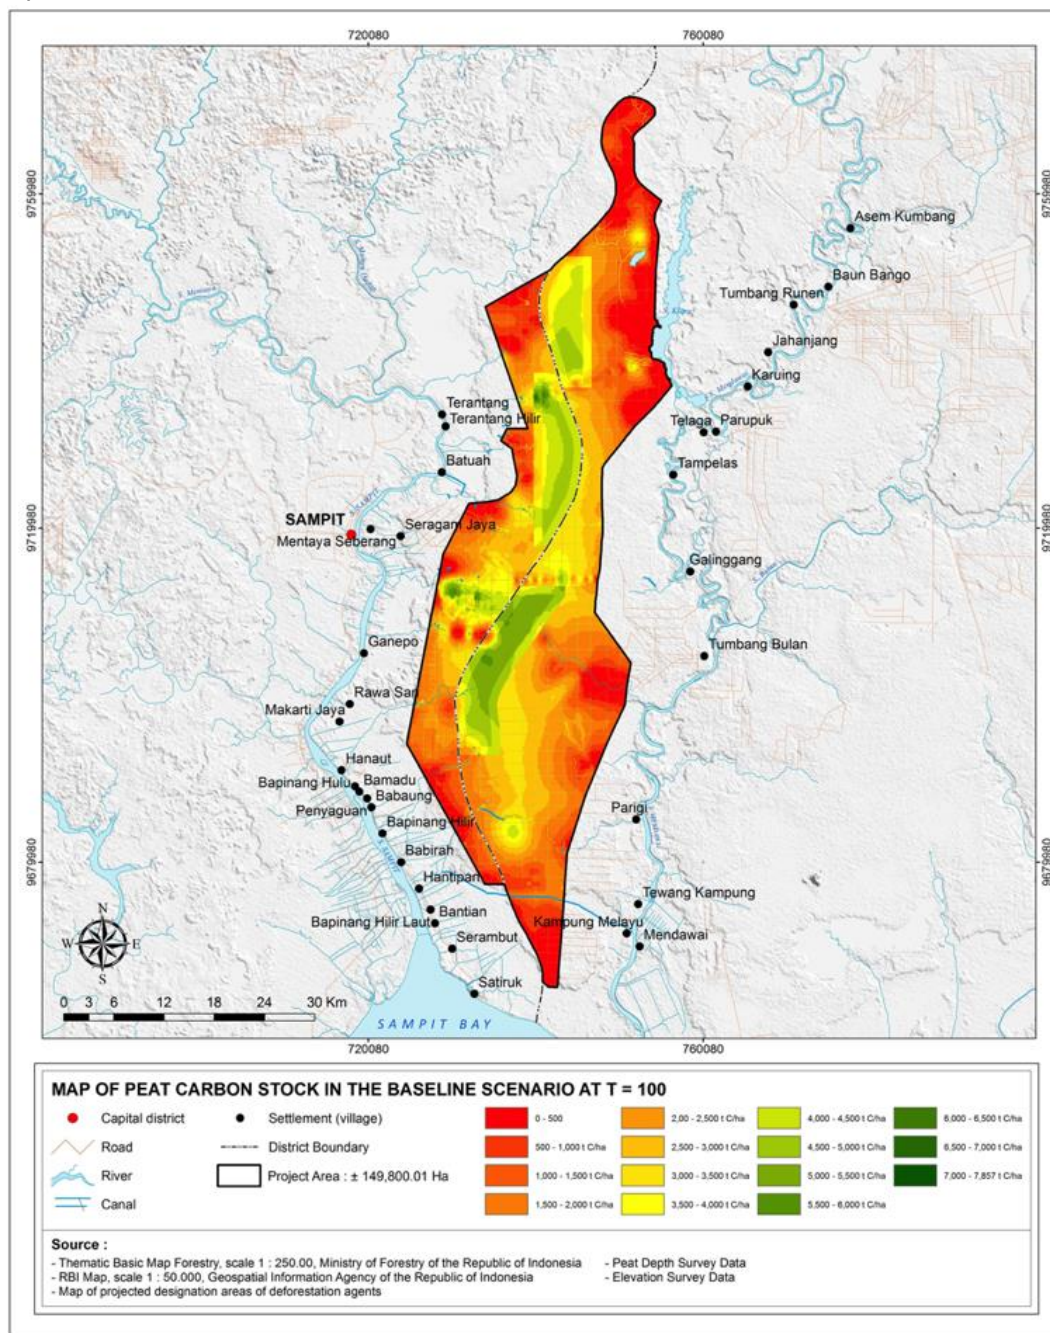 720080 760080
9759980 9759980
Asem Kumbang
Baun Bango
Tumbang Runen
Jahanjang
Karuing
Terantang
Terantang Hilir
Telaga Parupuk
Batuah
Tampelas
SAMPIT
Seragam Jaya
Mentaya Seberang
9719980 9719980
Galinggang
Ganepo
Tumbang Bulan
Rawa Sari
Makarti Jaya
Hanaut
Bapinang Hulu Bamadu
Babaung
Penyaguan
Parigi
Bapinang Hilir
Babirah
9679980 9679980
Hantipan
Tewang Kampung
Bantian
Bapinang Hilir Laut
Kampung Melayu
Mendawai
Serambut
Satiruk
N
W E
S
0 3 6 12 18 24 30 Km
SAMPIT BAY
720080 760080
MAP OF PEAT CARBON STOCK IN THE BASELINE SCENARIO AT T = 100
Capital district Settlement (village) 0 - 500 2,00 - 2,500 t C/ha 4,000 - 4,500 t C/ha 6,000 - 6,500 t C/ha
Road District Boundary 500 - 1,000 t C/ha 2,500 - 3,000 t C/ha 4,500 - 5,000 t C/ha 6,500 - 7,000 t C/ha
River Project Area : ± 149,800.01 Ha 1,000 - 1,500 t C/ha 3,000 - 3,500 t C/ha 5,000 - 5,500 t C/ha 7,000 - 7,857 t C/ha
Canal 1,500 - 2,000 t C/ha 3,500 - 4,000 t C/ha 5,500 - 6,000 t C/ha
Source :
- Thematic Basic Map Forestry, scale 1 : 250.00, Ministry of Forestry of the Republic of Indonesia - Peat Depth Survey Data
- RBI Map, scale 1 : 50.000, Geospatial Information Agency of the Republic of Indonesia - Elevation Survey Data
- Map of projected designation areas of deforestation agents